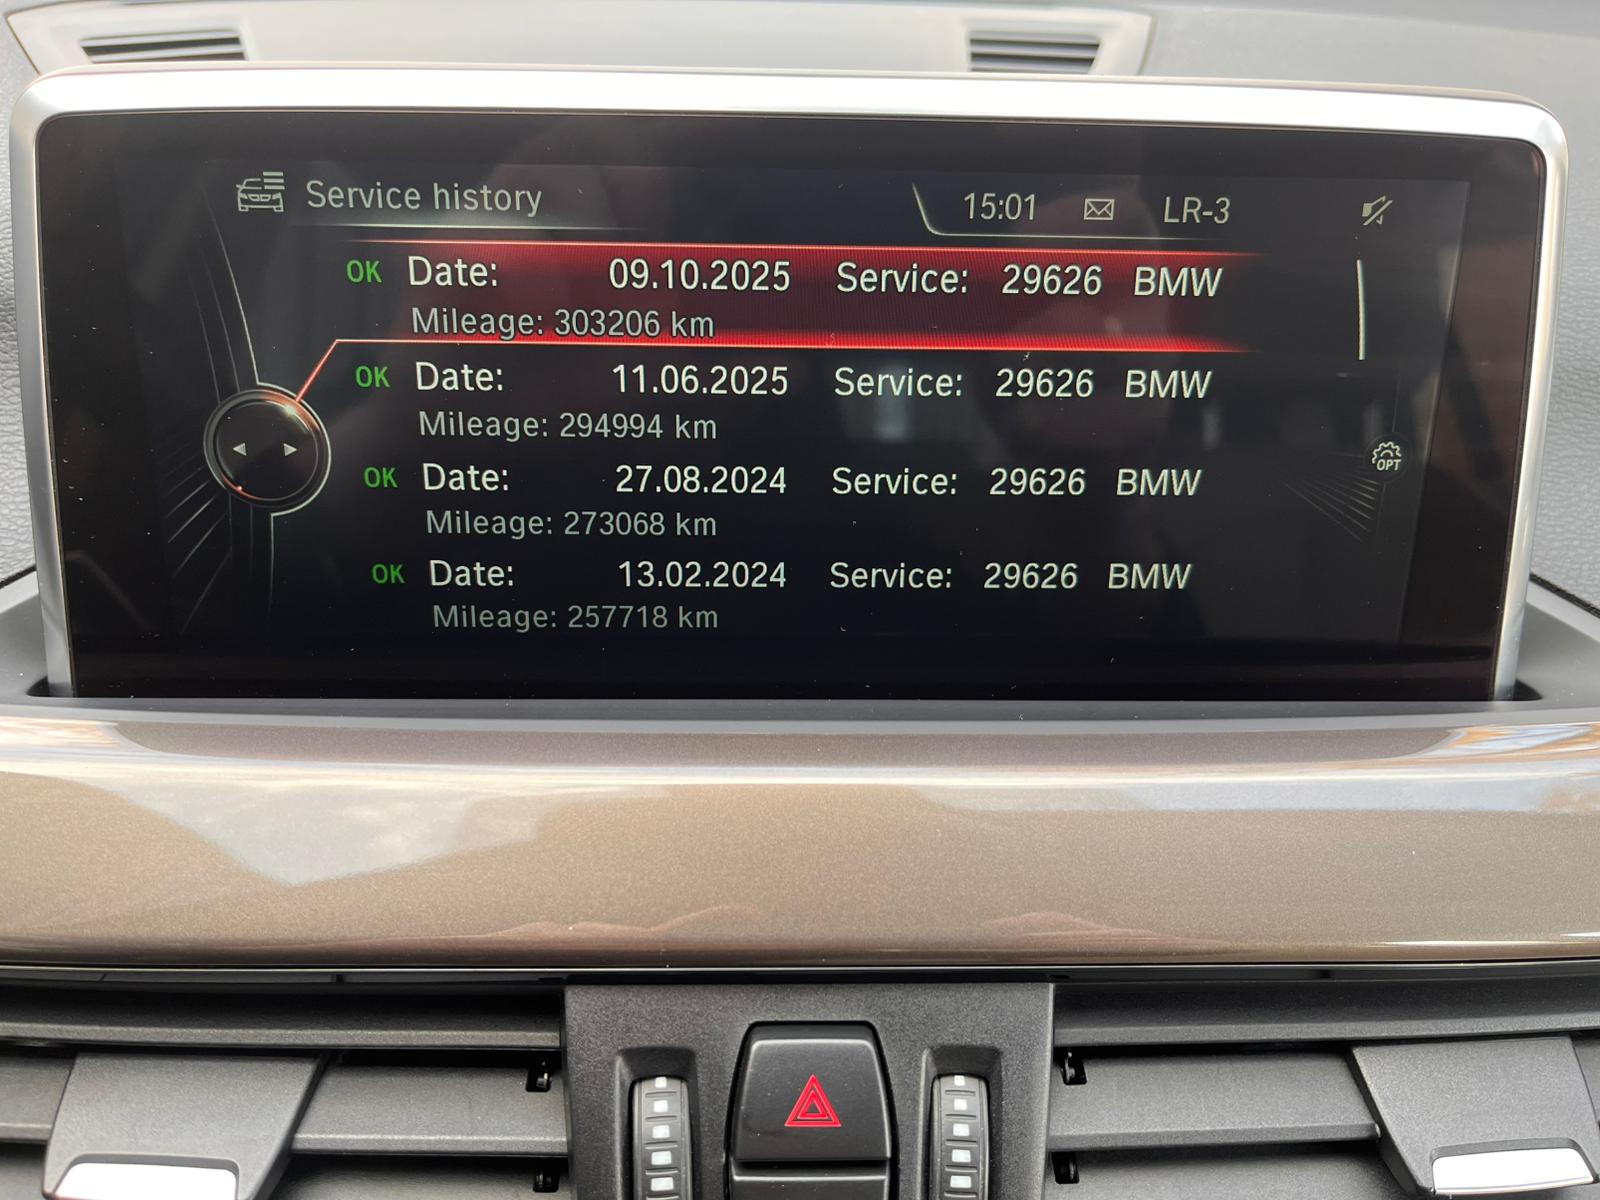 Service history 15:01 LR-3
OK Date: 09.10.2025 Service: 29626 BMW
Mileage: 303206 km
OK Date: 11.06.2025 Service: 29626 BMW
Mileage: 294994 km
OPT
OK Date: 27.08.2024 Service: 29626 BMW
Mileage: 273068 km
OK Date: 13.02.2024 Service: 29626 BMW
Mileage: 257718 km